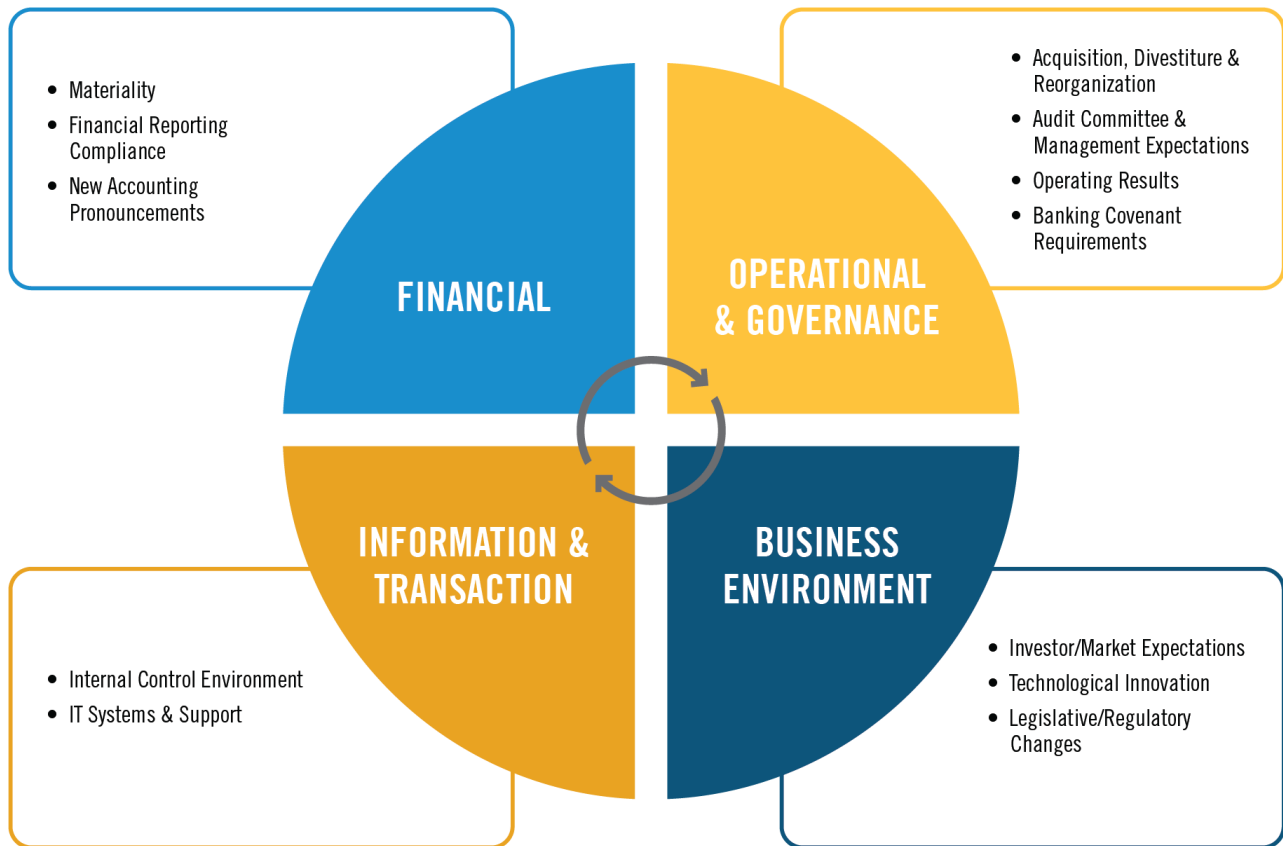 • Materiality
• Financial Reporting
Compliance
• New Accounting
Pronouncements
FINANCIAL
• Acquisition, Divestiture &
Reorganization
• Audit Committee &
Management Expectations
• Operating Results
• Banking Covenant
Requirements
OPERATIONAL
& GOVERNANCE
INFORMATION &
TRANSACTION
• Internal Control Environment
• IT Systems & Support
BUSINESS
ENVIRONMENT
• Investor/Market Expectations
• Technological Innovation
• Legislative/Regulatory
Changes